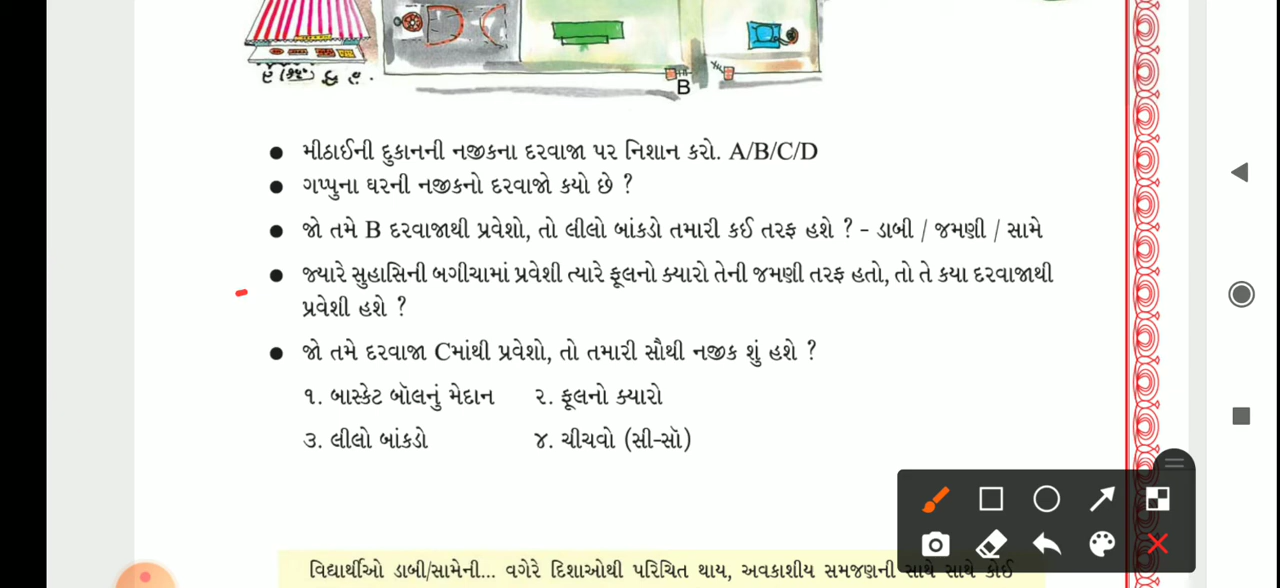 B
મીઠાઈની દુકાનની નજીકના દરવાજા પર નિશાન કરો. A/B/C/D
ગપ્પુના ઘરની નજીકનો દરવાજો કયો છે ?
જો તમે B દરવાજાથી પ્રવેશો, તો લીલો બાંકડો તમારી કઈ તરફ હશે ? - ડાબી / જમણી / સામે
જ્યારે સુહાસિની બગીચામાં પ્રવેશી ત્યારે ફૂલનો ક્યારો તેની જમણી તરફ હતો, તો તે કયા દરવાજાથી
પ્રવેશી હશે ?
જો તમે દરવાજા Cમાંથી પ્રવેશો, તો તમારી સૌથી નજીક શું હશે ?
૧. બાસ્કેટ બૉલનું મેદાન ૨. ફૂલનો ક્યારો
૩. લીલો બાંકડો ૪. ચીચવો (સી-સૉ)
વિદ્યાર્થીઓ ડાબી/સામેની... વગેરે દિશાઓથી પરિચિત થાય, અવકાશીય સમજણની સાથે સાથે કોઈ